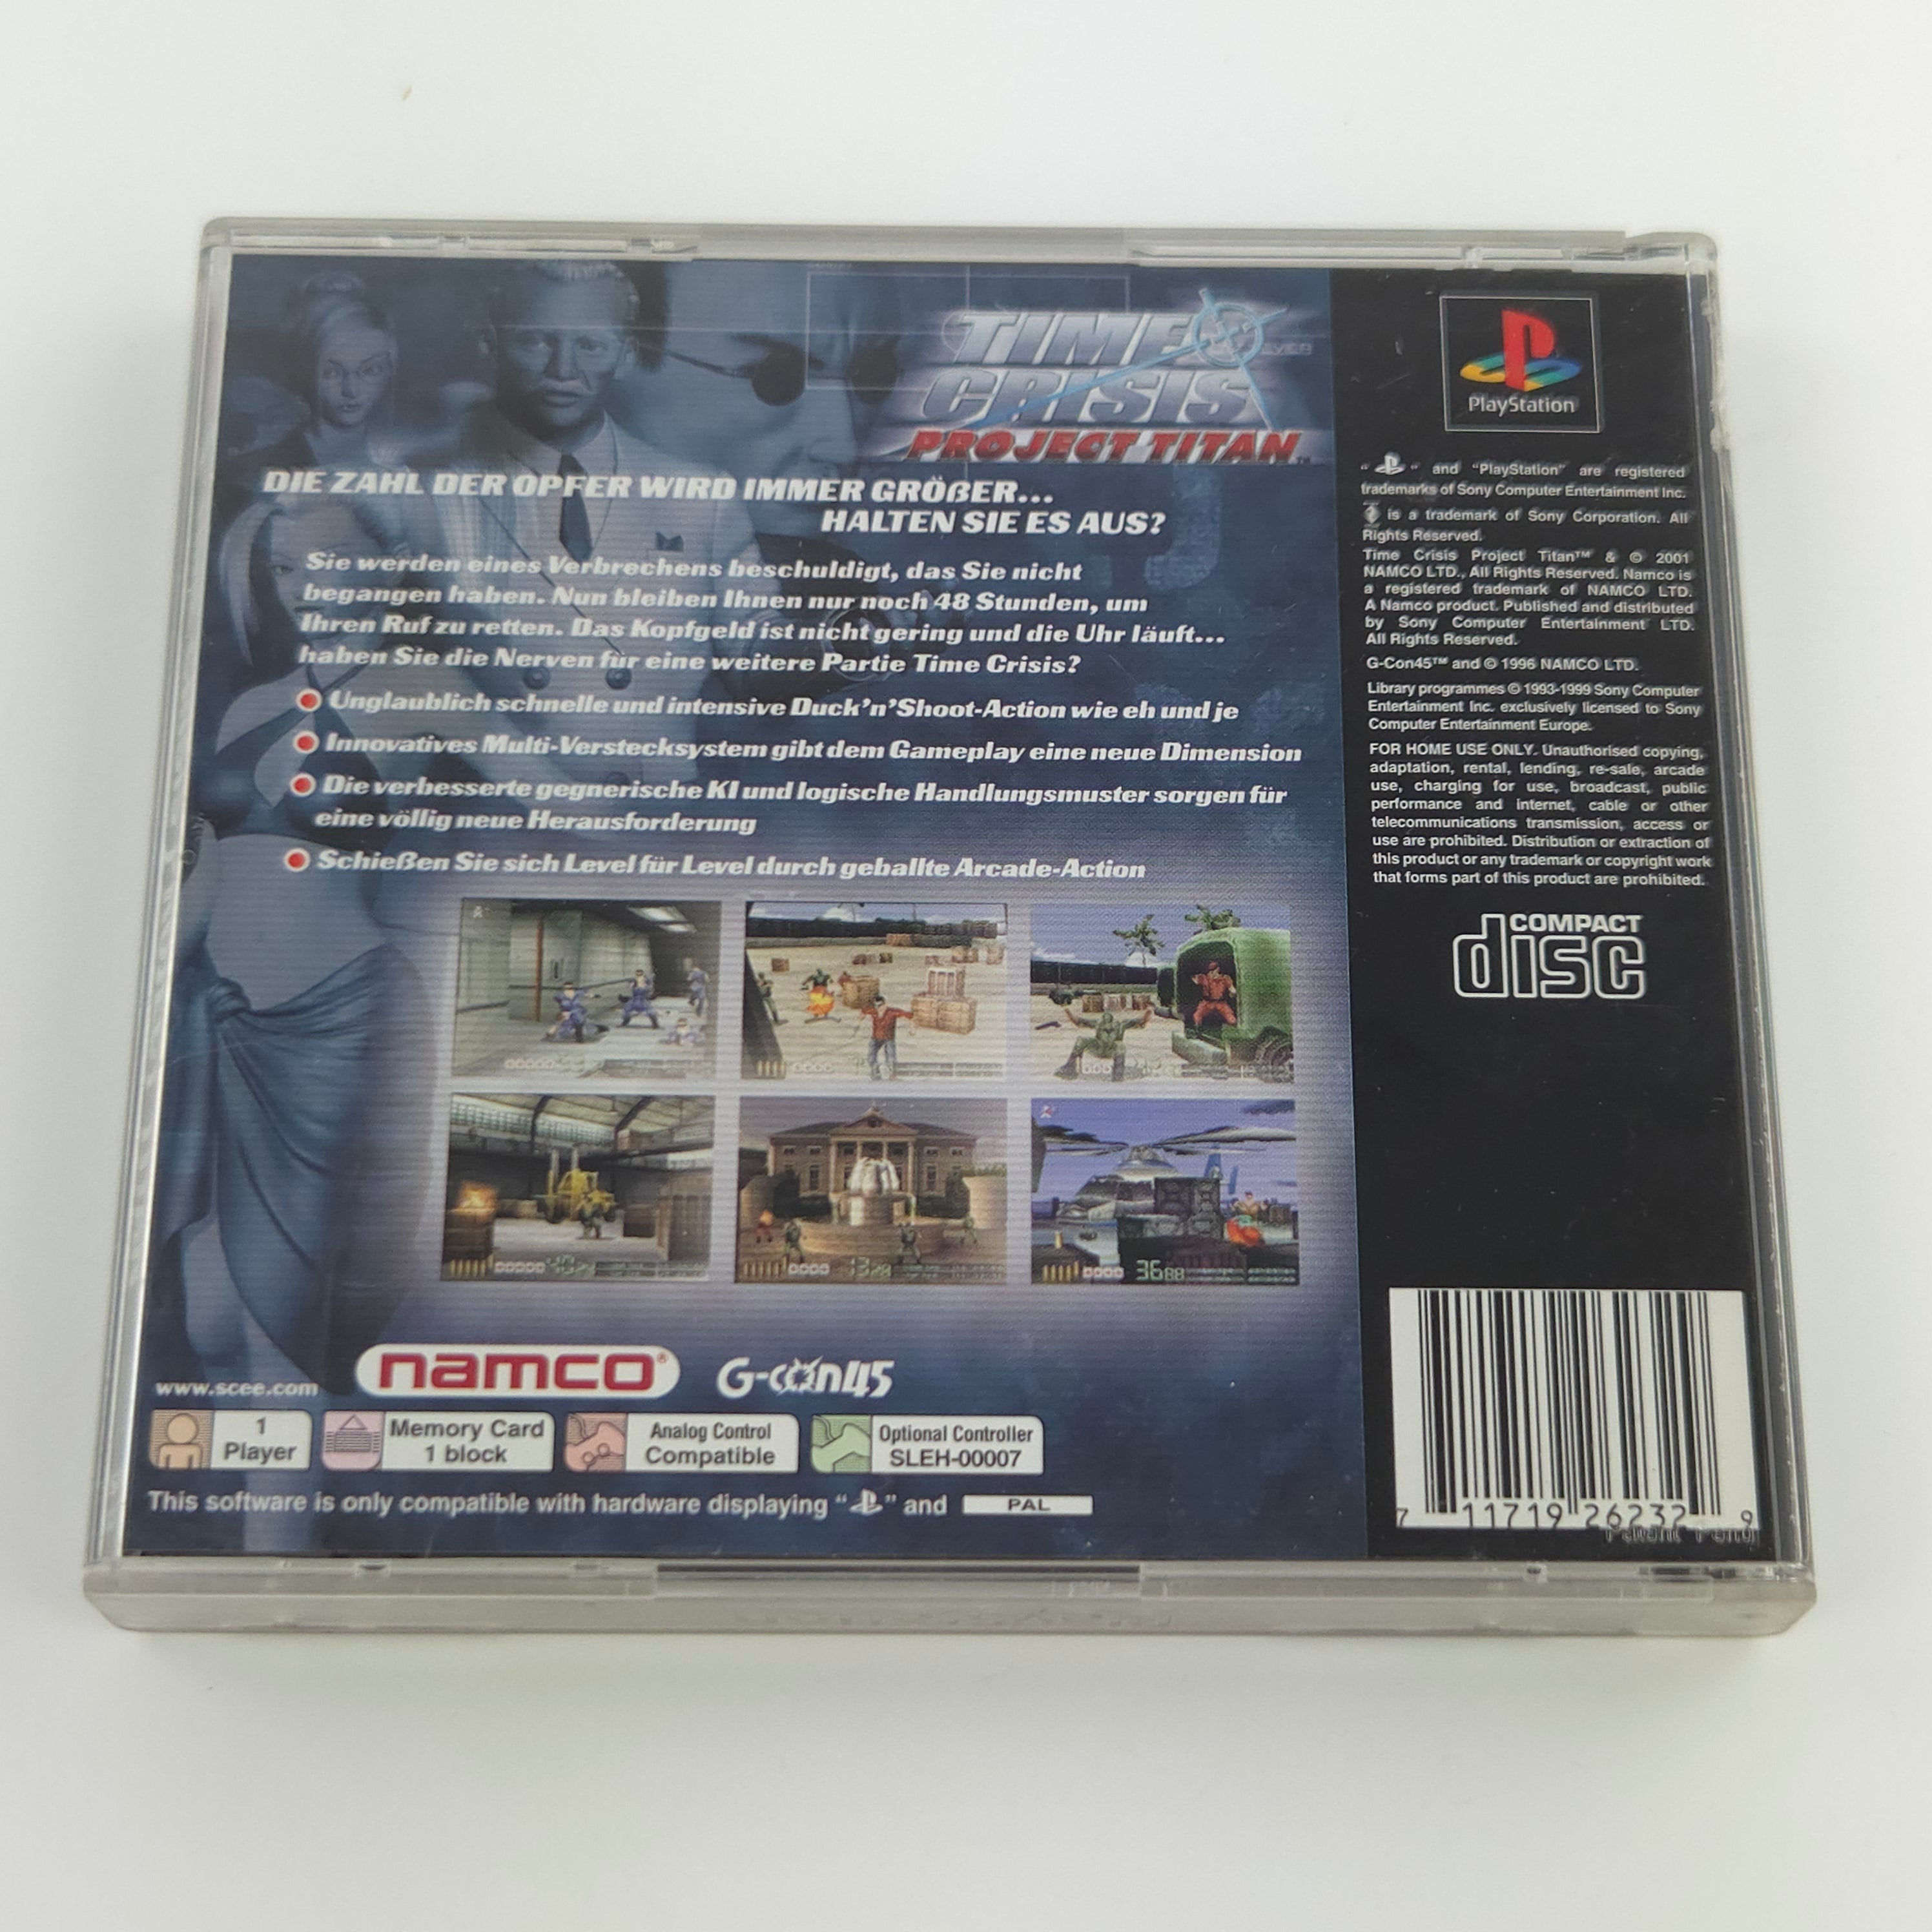 TIME
CRISIS
PROJECT TITAN™
DIE ZAHL DER OPFER WIRD IMMER GRÖßER...
HALTEN SIE ES AUS?
Sie werden eines Verbrechens beschuldigt, das Sie nicht
begangen haben. Nun bleiben Ihnen nur noch 48 Stunden, um
Ihren Ruf zu retten. Das Kopfgeld ist nicht gering und die Uhr läuft...
haben Sie die Nerven für eine weitere Partie Time Crisis?
Unglaublich schnelle und intensive Duck'n'Shoot-Action wie eh und je
Innovatives Multi-Verstecksystem gibt dem Gameplay eine neue Dimension
Die verbesserte gegnerische KI und logische Handlungsmuster sorgen für
eine völlig neue Herausforderung
Schießen Sie sich Level für Level durch geballte Arcade-Action
3688
www.scee.com
namco®
G-con45
1
Player
Memory Card
1 block
Analog Control
Compatible
Optional Controller
SLEH-00007
This software is only compatible with hardware displaying " " and PAL
PlayStation
" " and "PlayStation" are registered
trademarks of Sony Computer Entertainment Inc.
is a trademark of Sony Corporation. All
Rights Reserved.
Time Crisis Project Titan™ & © 2001
NAMCO LTD., All Rights Reserved. Namco is
a registered trademark of NAMCO LTD.
A Namco product. Published and distributed
by Sony Computer Entertainment LTD.
All Rights Reserved.
G-Con45™ and © 1996 NAMCO LTD.
Library programmes © 1993-1999 Sony Computer
Entertainment Inc. exclusively licensed to Sony
Computer Entertainment Europe.
FOR HOME USE ONLY. Unauthorised copying,
adaptation, rental, lending, re-sale, arcade
use, charging for use, broadcast, public
performance and internet, cable or other
telecommunications transmission, access or
use are prohibited. Distribution or extraction of
this product or any trademark or copyright work
that forms part of this product are prohibited.
COMPACT
disc
7 11719 26232 9
Patent Pend